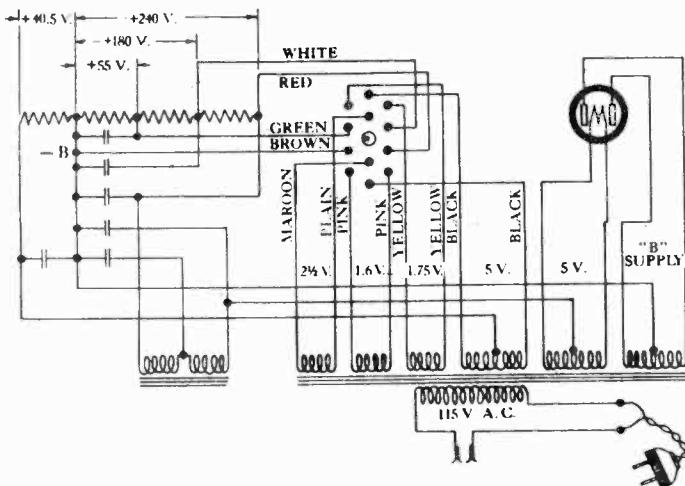 +40.5 V.
+240 V.
+180 V.
+55 V.
WHITE
RED
GREEN
BROWN
– B
MAROON
PLAIN
PINK
PINK
YELLOW
YELLOW
BLACK
BLACK
"B"
SUPPLY
2½ V.
1.6 V.
1.75 V.
5 V.
5 V.
115 V A.C.